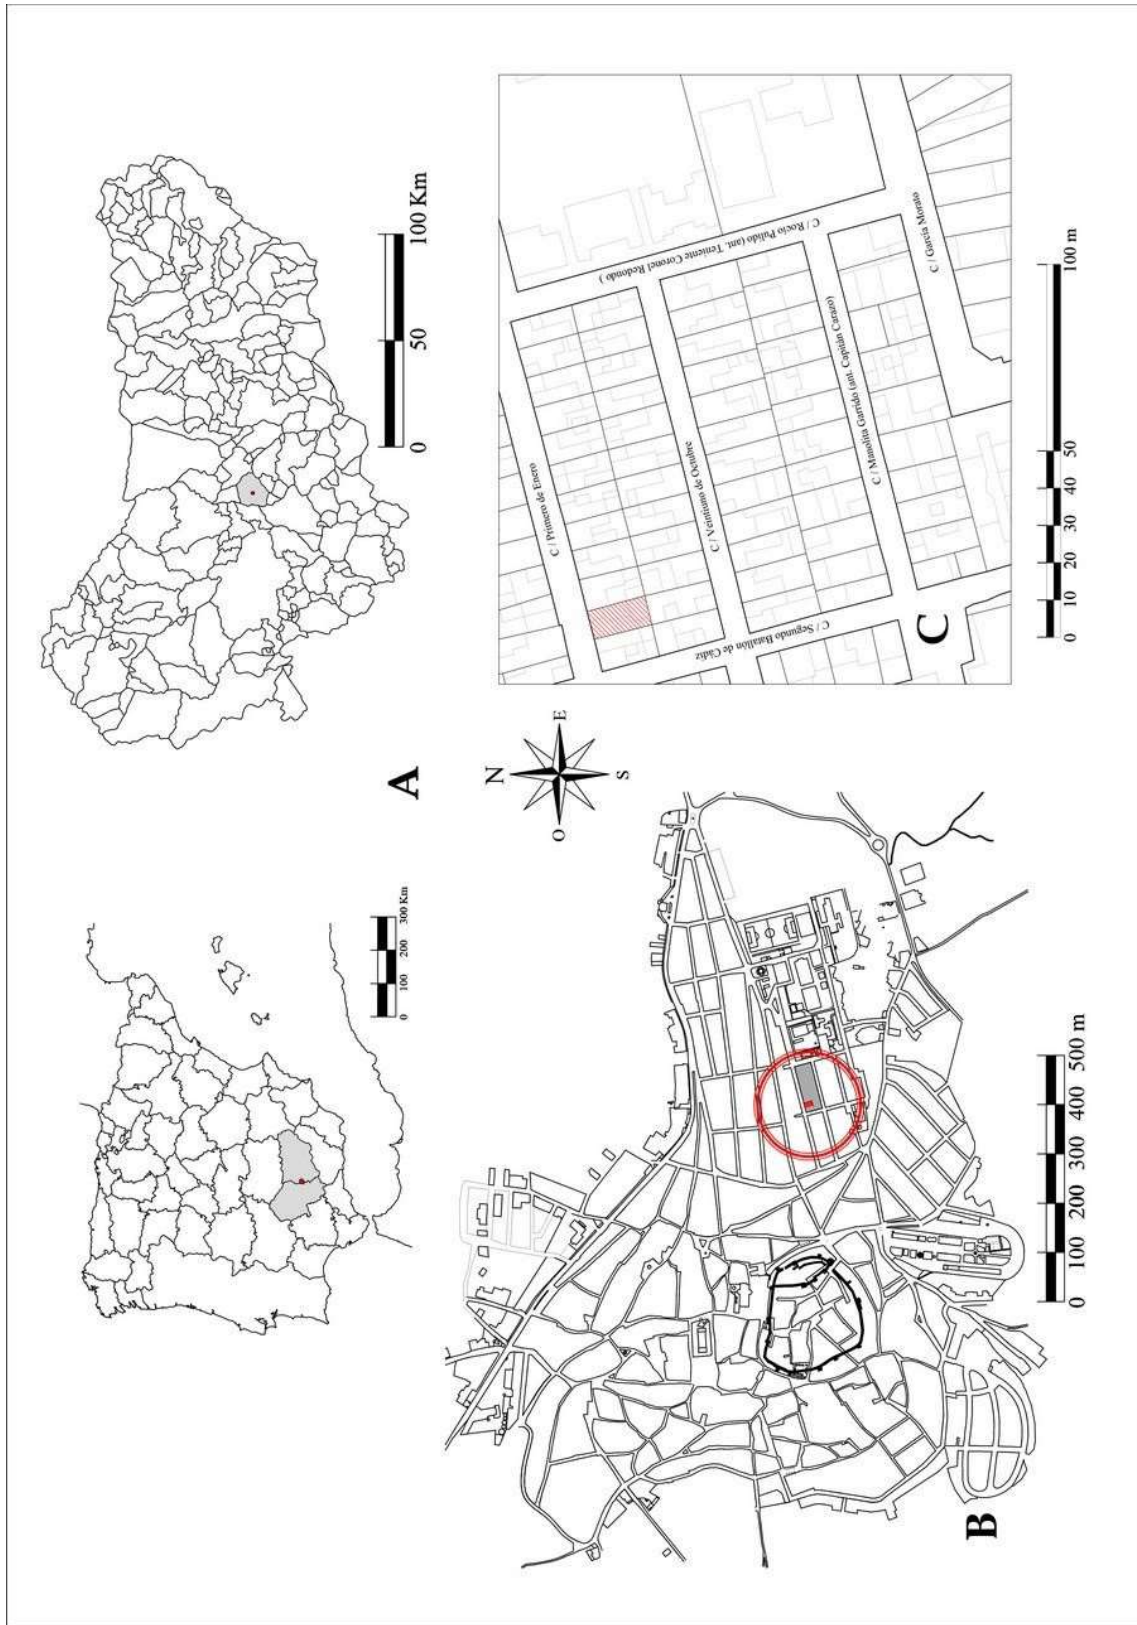 0
100
200
300 Km
0
50
100 Km
A
N
O
E
S
B
0
100
200
300
400
500 m
C / Primero de Enero
C / Veintiuno de Octubre
C / Segundo Batallón de Cádiz
C / Rocío Pulido (ant. Teniente Coronel Redondo )
C / Manolita Garrido (ant. Capitán Carazo)
C / García Morato
C
0
10
20
30
40
50
100 m